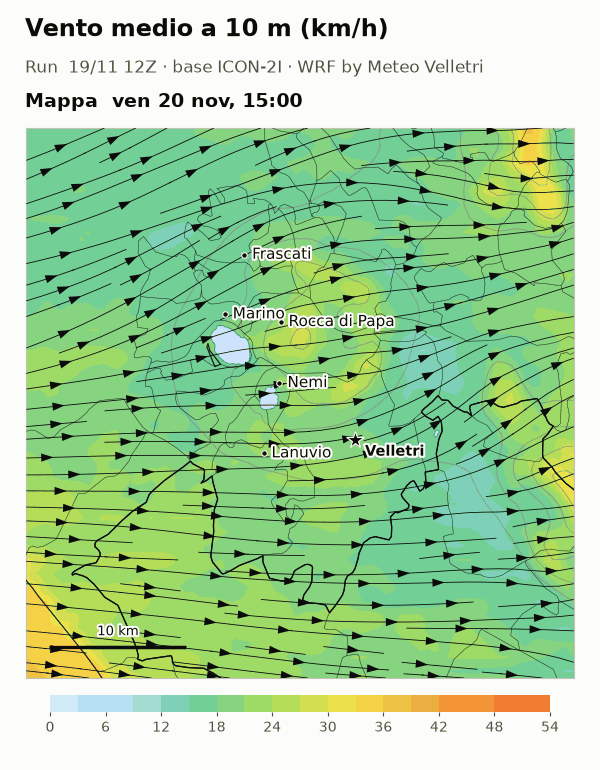 Vento medio a 10 m (km/h)
Run 19/11 12Z · base ICON-2I · WRF by Meteo Velletri
Mappa ven 20 nov, 15:00
Frascati
Marino
Rocca di Papa
Nemi
Velletri
Lanuvio
10 km
0 6 12 18 24 30 36 42 48 54